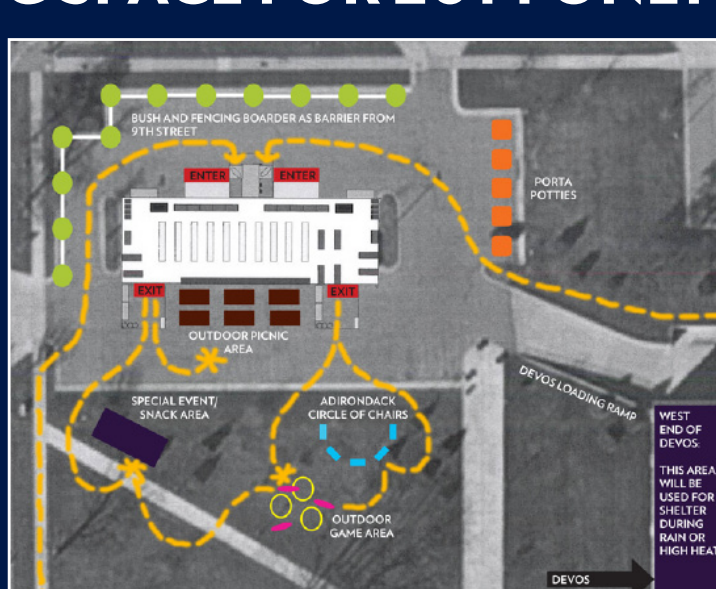 BUSH AND FENCING BOARDER AS BARRIER FROM
9TH STREET
ENTER
ENTER
PORTA
POTTIES
EXIT
EXIT
OUTDOOR PICNIC
AREA
SPECIAL EVENT/
SNACK AREA
ADIRONDACK
CIRCLE OF CHAIRS
DEVOS LOADING RAMP
WEST
END OF
DEVOS:
THIS AREA
WILL BE
USED FOR
SHELTER
DURING
RAIN OR
HIGH HEAT
OUTDOOR
GAME AREA
DEVOS